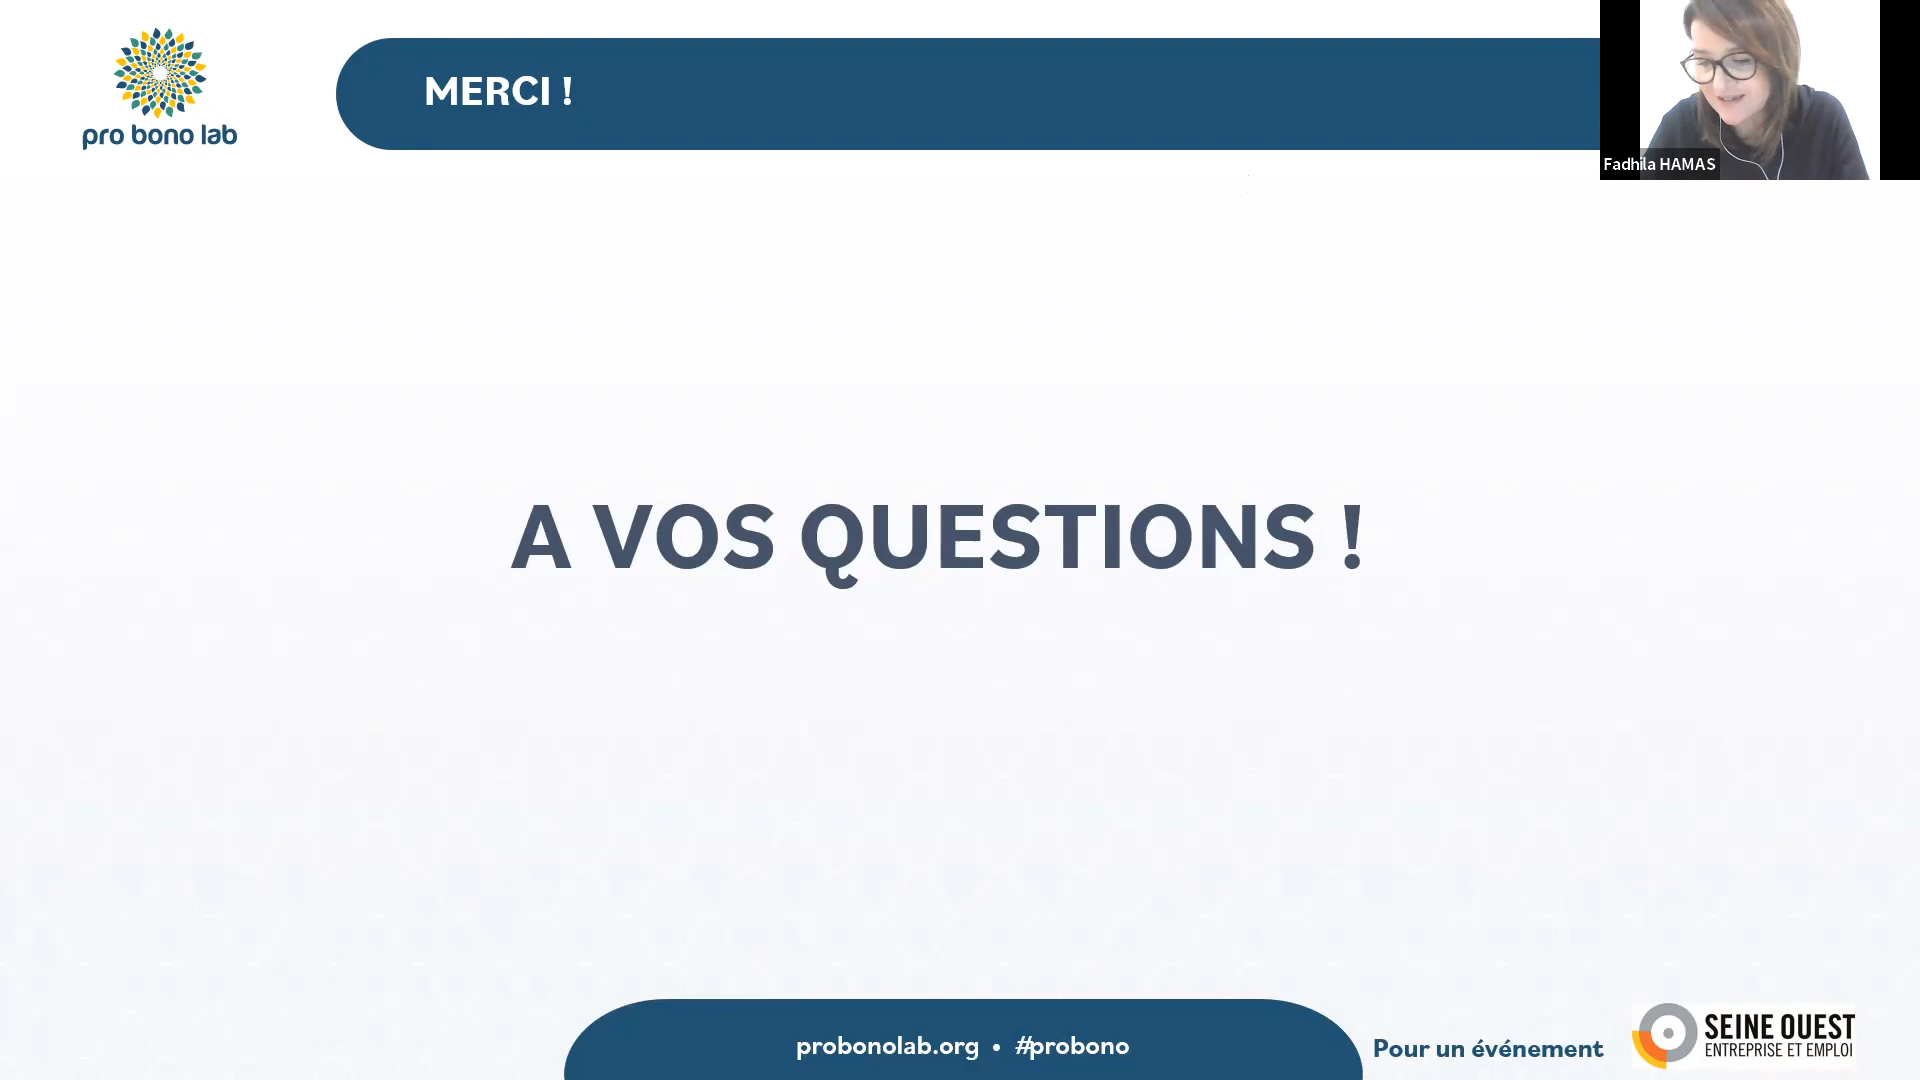 pro bono lab
MERCI !
Fadhila HAMAS
A VOS QUESTIONS !
probonolab.org • #probono
Pour un événement
SEINE OUEST
ENTREPRISE ET EMPLOI